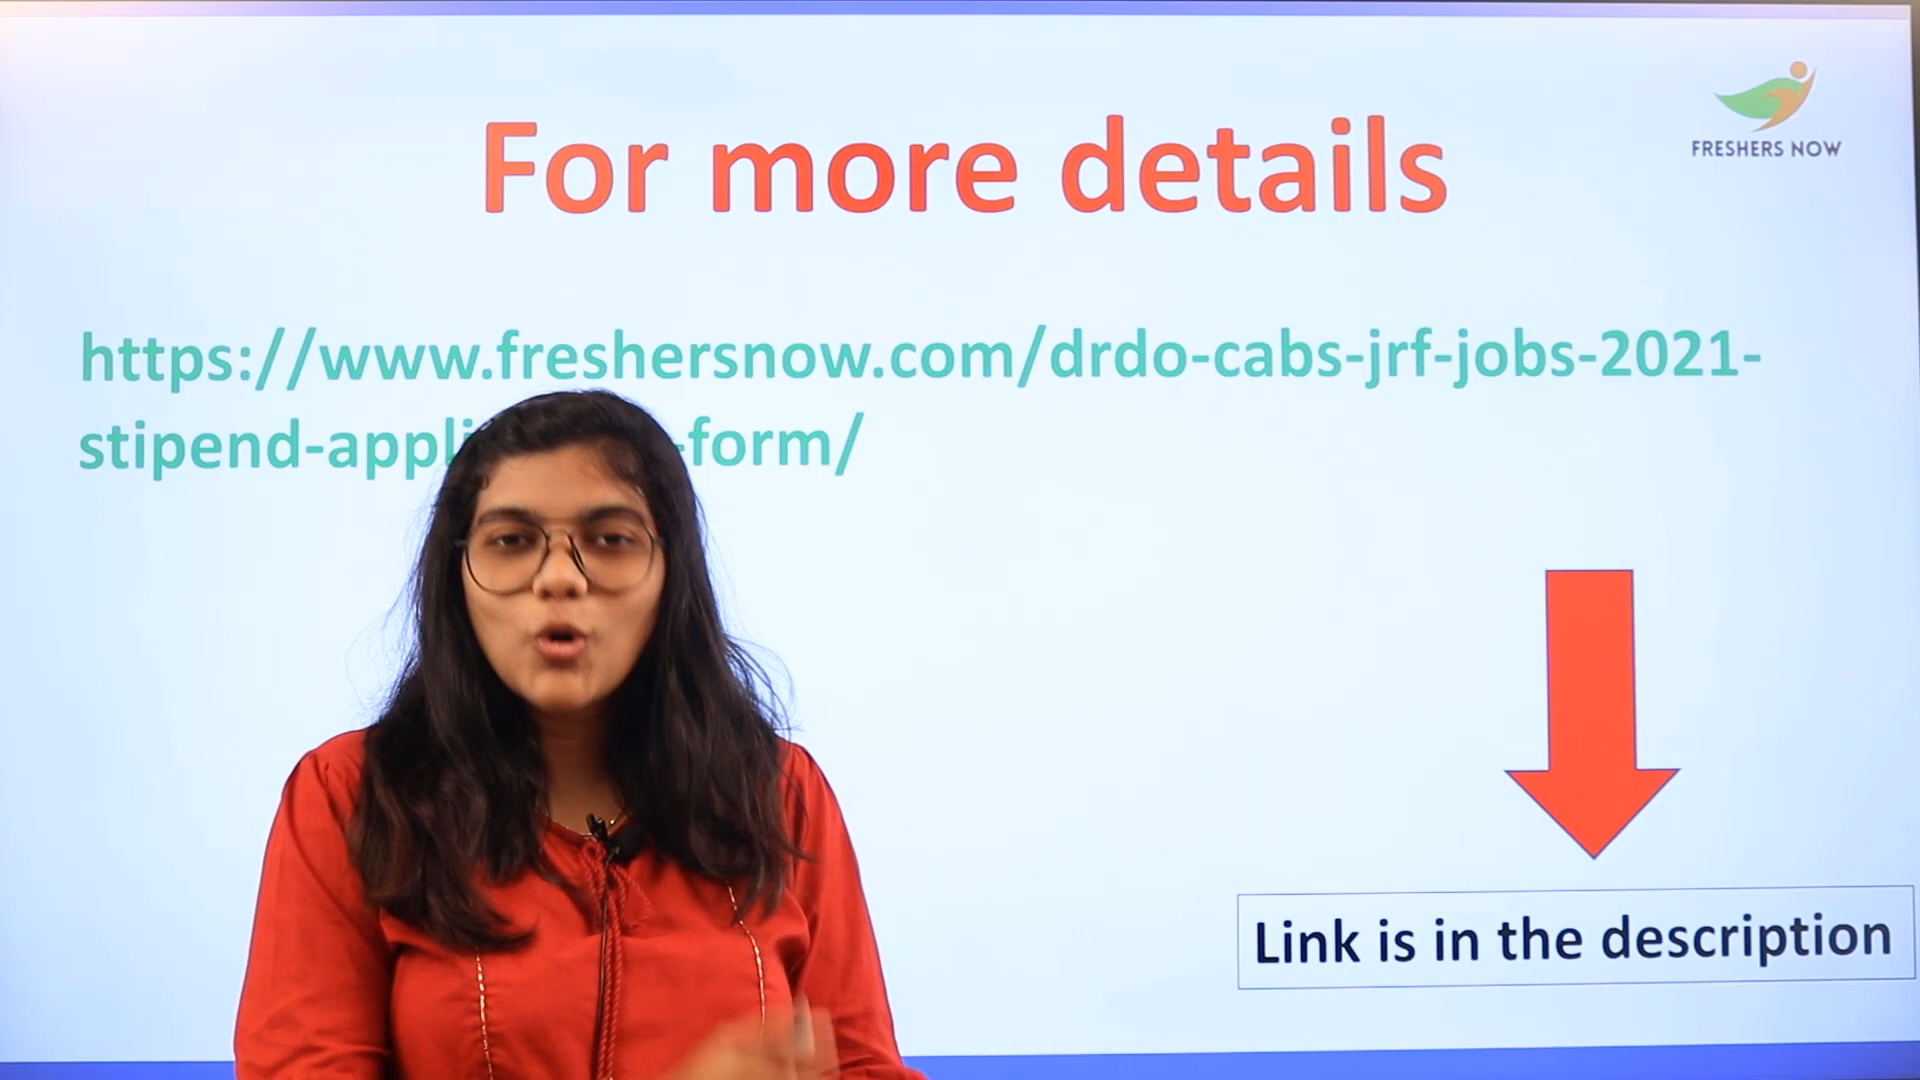 For more details
FRESHERS NOW
https://www.freshersnow.com/drdo-cabs-jrf-jobs-2021-
stipend-appli -form/
Link is in the description